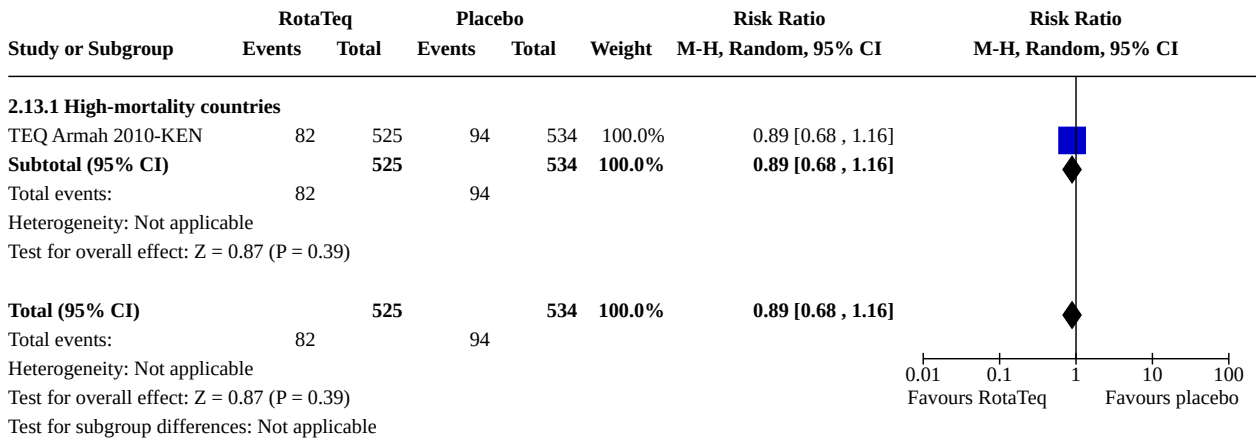 RotaTeq Placebo Risk Ratio Risk Ratio
Study or Subgroup Events Total Events Total Weight M-H, Random, 95% CI M-H, Random, 95% CI
2.13.1 High-mortality countries
TEQ Armah 2010-KEN 82 525 94 534 100.0% 0.89 [0.68 , 1.16]
Subtotal (95% CI) 525 534 100.0% 0.89 [0.68 , 1.16]
Total events: 82 94
Heterogeneity: Not applicable
Test for overall effect: Z = 0.87 (P = 0.39)
Total (95% CI) 525 534 100.0% 0.89 [0.68 , 1.16]
Total events: 82 94
Heterogeneity: Not applicable
0.01 0.1 1 10 100
Test for overall effect: Z = 0.87 (P = 0.39) Favours RotaTeq Favours placebo
Test for subgroup differences: Not applicable